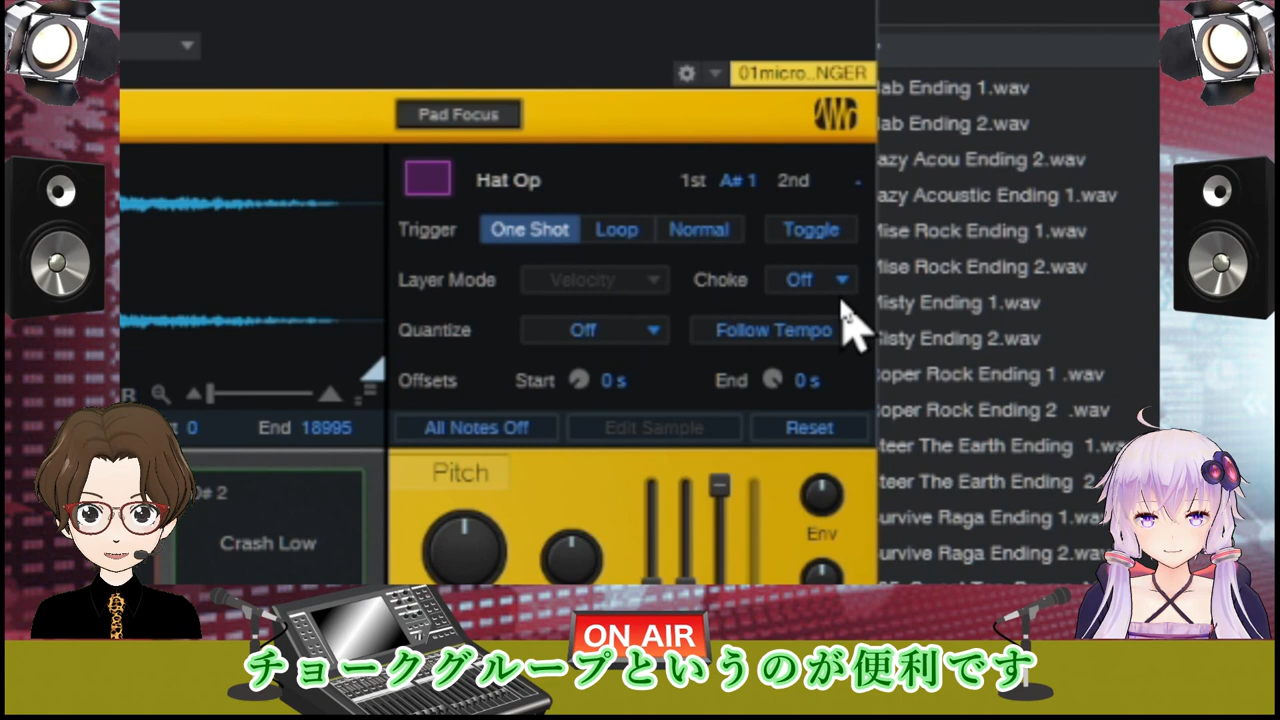 01micro..NGER
Pad Focus
Hat Op
1st A# 1 2nd -
Trigger One Shot Loop Normal Toggle
Layer Mode Velocity Choke Off
Quantize Off Follow Tempo
Offsets Start 0 s End 0 s
0 End 18995
All Notes Off Edit Sample Reset
Pitch
Env
# 2
Crash Low
lab Ending 1.wav
lab Ending 2.wav
azy Acou Ending 2.wav
azy Acoustic Ending 1.wav
Mise Rock Ending 1.wav
Mise Rock Ending 2.wav
Misty Ending 1.wav
isty Ending 2.wav
oper Rock Ending 1 .wav
oper Rock Ending 2 .wav
teer The Earth Ending 1.wa
teer The Earth Ending 2
urvive Raga Ending 1.wa
urvive Raga Ending 2.wa
ON AIR
チョークグループというのが便利です